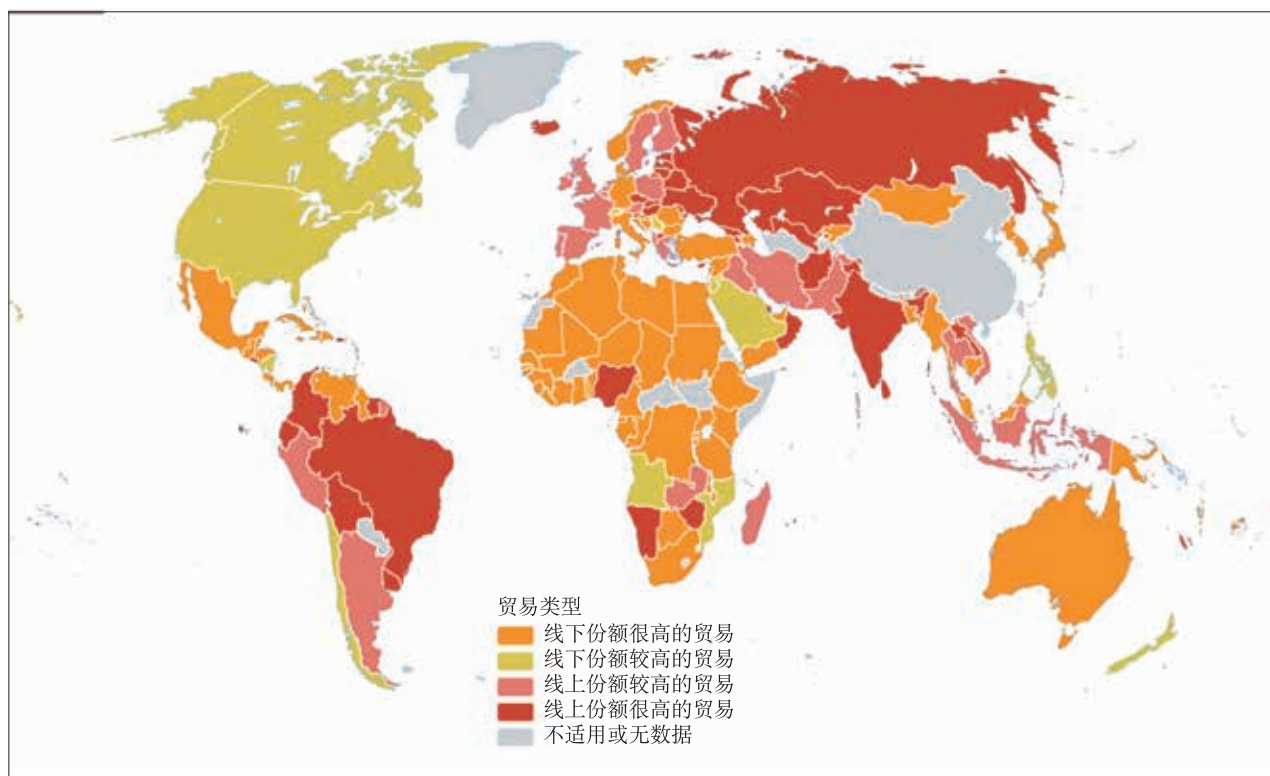 贸易类型
线下份额很高的贸易
线下份额较高的贸易
线上份额较高的贸易
线上份额很高的贸易
不适用或无数据